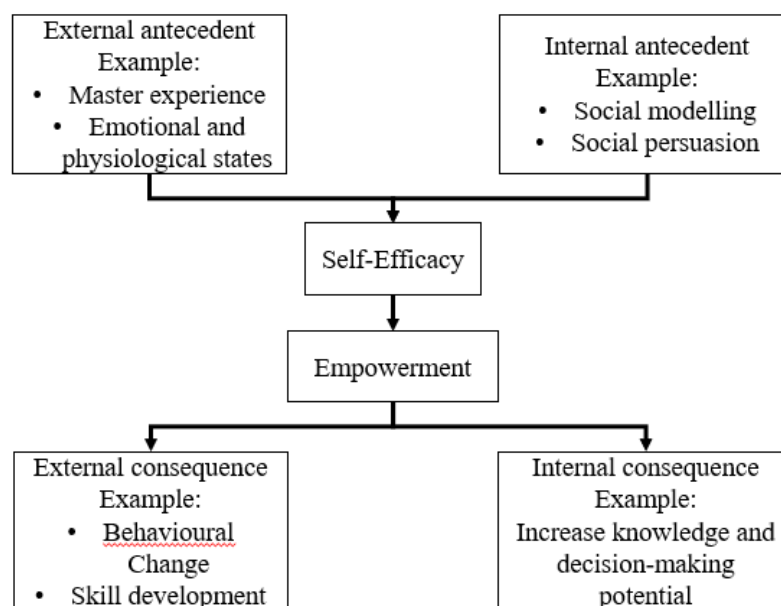 External antecedent
Example:
• Master experience
• Emotional and
physiological states
Internal antecedent
Example:
• Social modelling
• Social persuasion
Self-Efficacy
Empowerment
External consequence
Example:
• Behavioural
Change
• Skill development
Internal consequence
Example:
Increase knowledge and
decision-making
potential